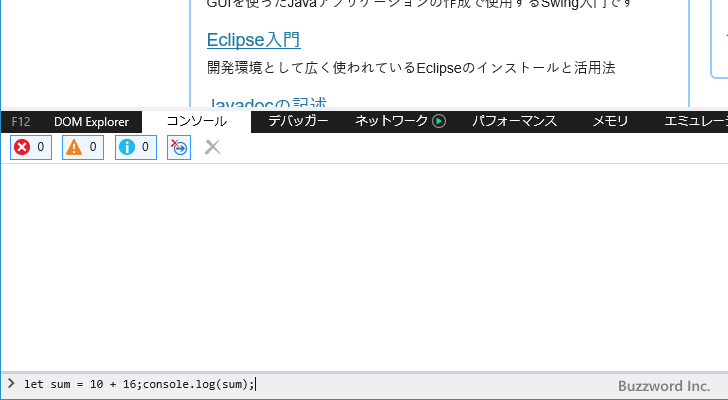 GUIを使ったJavaアプリケーションの作成で使用するSwing入門です
Eclipse入門
開発環境として広く使われているEclipseのインストールと活用法
Javadocの記述
F12 DOM Explorer コンソール デバッガー ネットワーク パフォーマンス メモリ エミュレー
0 0 0
let sum = 10 + 16;console.log(sum);
Buzzword Inc.